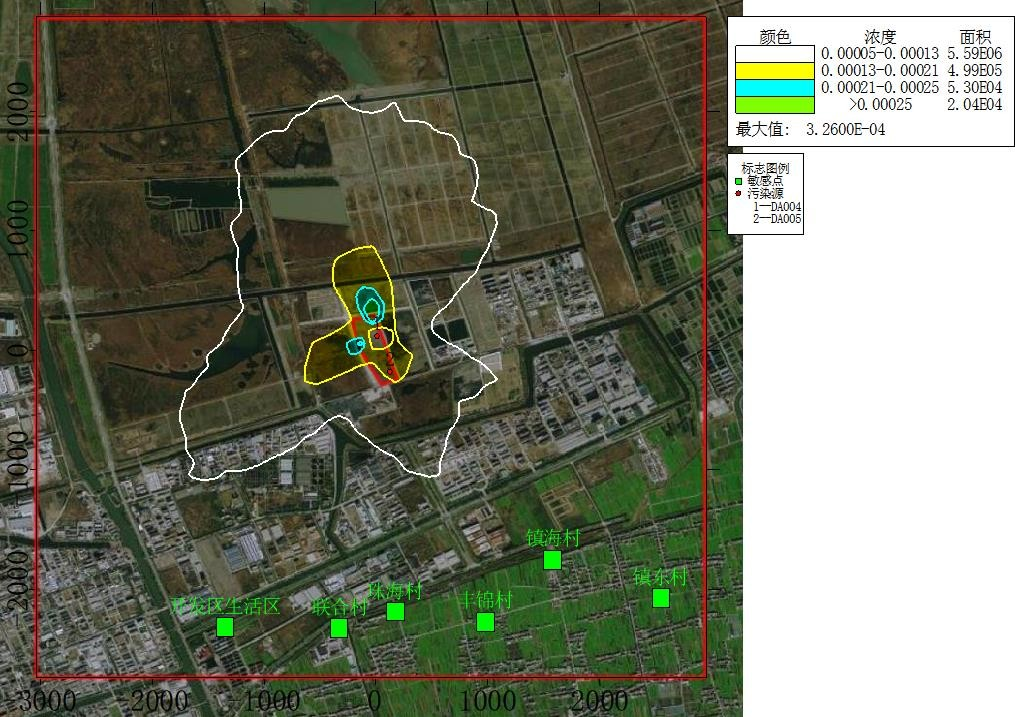 颜色 浓度 面积
0.00005-0.00013 5.59E06
0.00013-0.00021 4.99E05
0.00021-0.00025 5.30E04
>0.00025 2.04E04
最大值: 3.2600E-04
标志图例
敏感点
污染源
1—DA004
2—DA005
2000
1000
0
-1000
-2000
镇海村
镇东村
珠海村
丰锦村
开发区生活区
联合村
-3000 -2000 -1000 0 1000 2000